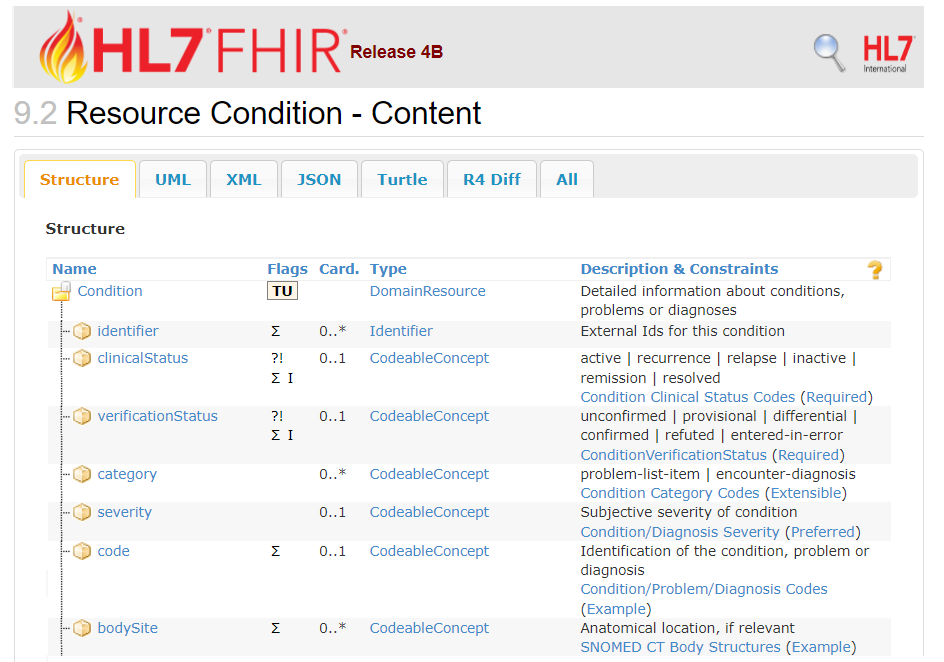 HL7 FHIR Release 4B HL7 International
9.2 Resource Condition - Content
Structure UML XML JSON Turtle R4 Diff All
Structure
Name Flags Card. Type Description & Constraints ?
Condition TU DomainResource Detailed information about conditions,
problems or diagnoses
identifier Σ 0..* Identifier External Ids for this condition
clinicalStatus ?! 0..1 CodeableConcept active | recurrence | relapse | inactive |
Σ I remission | resolved
Condition Clinical Status Codes (Required)
verificationStatus ?! 0..1 CodeableConcept unconfirmed | provisional | differential |
Σ I confirmed | refuted | entered-in-error
ConditionVerificationStatus (Required)
category 0..* CodeableConcept problem-list-item | encounter-diagnosis
Condition Category Codes (Extensible)
severity 0..1 CodeableConcept Subjective severity of condition
Condition/Diagnosis Severity (Preferred)
code Σ 0..1 CodeableConcept Identification of the condition, problem or
diagnosis
Condition/Problem/Diagnosis Codes
(Example)
bodySite Σ 0..* CodeableConcept Anatomical location, if relevant
SNOMED CT Body Structures (Example)